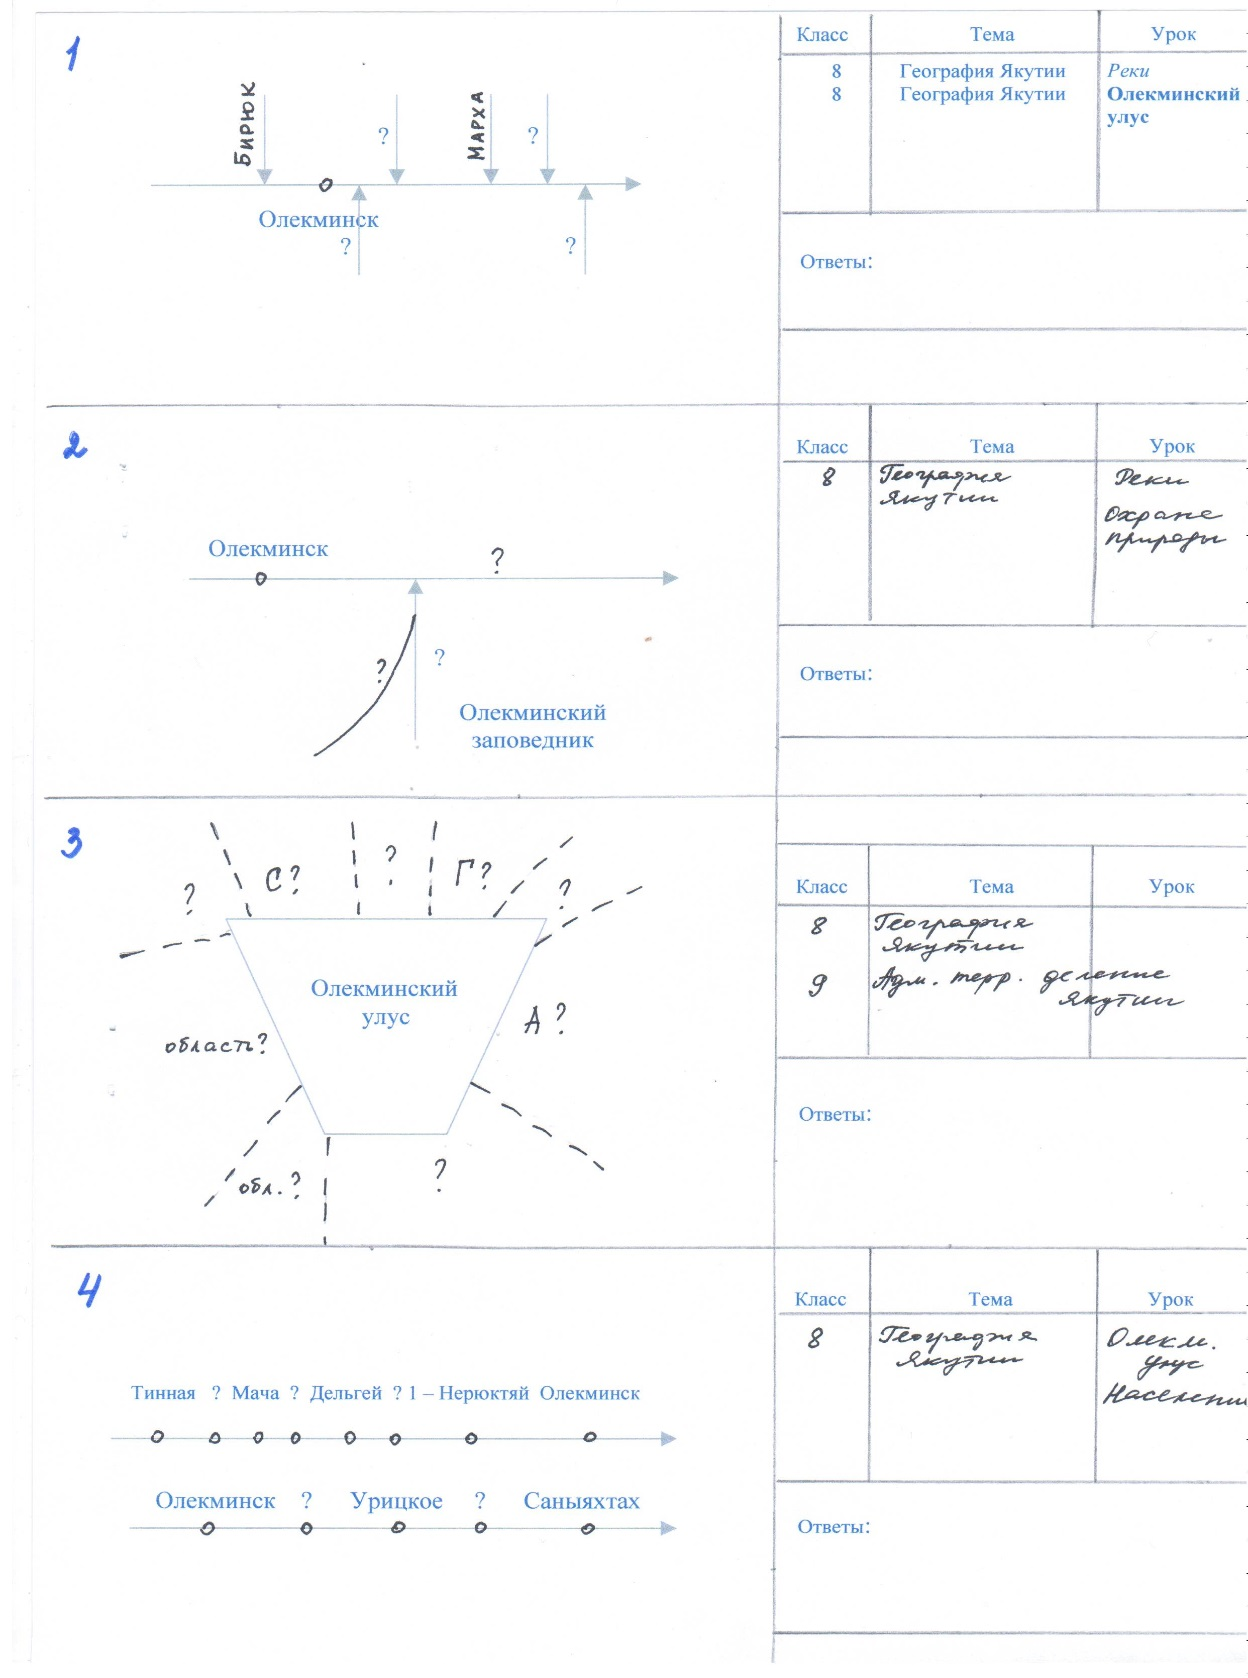 1
Класс Тема Урок
8 География Якутии Реки
8 География Якутии Олекминский
улус
БИРЮК
?
МАРХА
?
Олекминск
?
?
Ответы:
2
Класс Тема Урок
8 География Реки
Якутии
Охране
природы
Олекминск
?
?
?
Олекминский
заповедник
Ответы:
3
Класс Тема Урок
8 География
Якутии
9 Адм. терр. деление
Якутии
? С? ? Г? ?
Олекминский
улус
А?
область?
обл. ?
?
Ответы:
4
Класс Тема Урок
8 География Олекм.
Якутии улус
Населени
Тинная ? Мача ? Дельгей ? 1 – Нерюктяй Олекминск
Олекминск ? Урицкое ? Саныяхтах
Ответы: